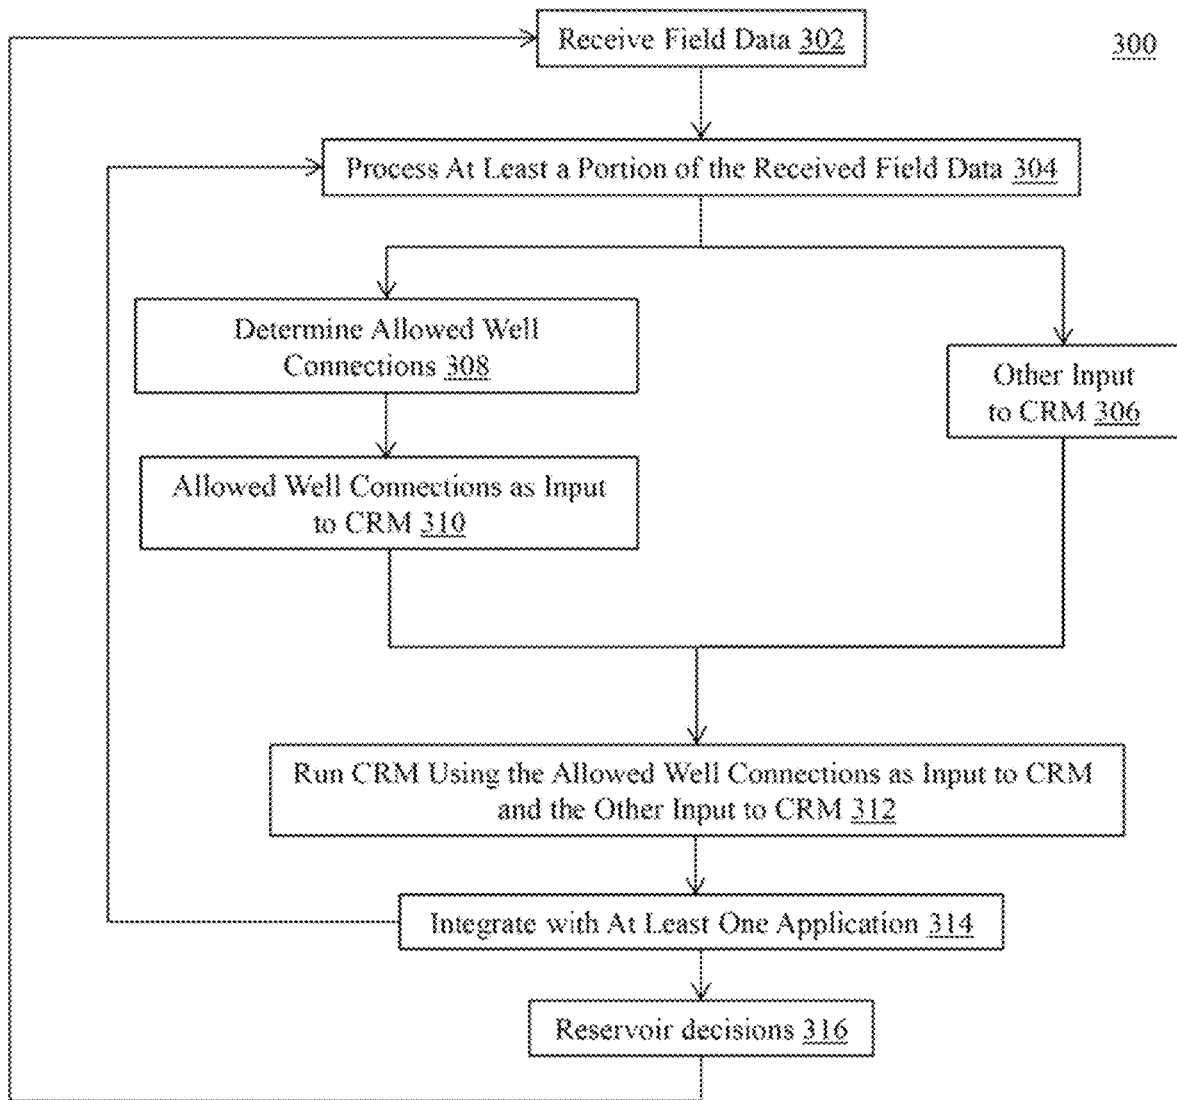 Receive Field Data 302
300
Process At Least a Portion of the Received Field Data 304
Determine Allowed Well
Connections 308
Other Input
to CRM 306
Allowed Well Connections as Input
to CRM 310
Run CRM Using the Allowed Well Connections as Input to CRM
and the Other Input to CRM 312
Integrate with At Least One Application 314
Reservoir decisions 316